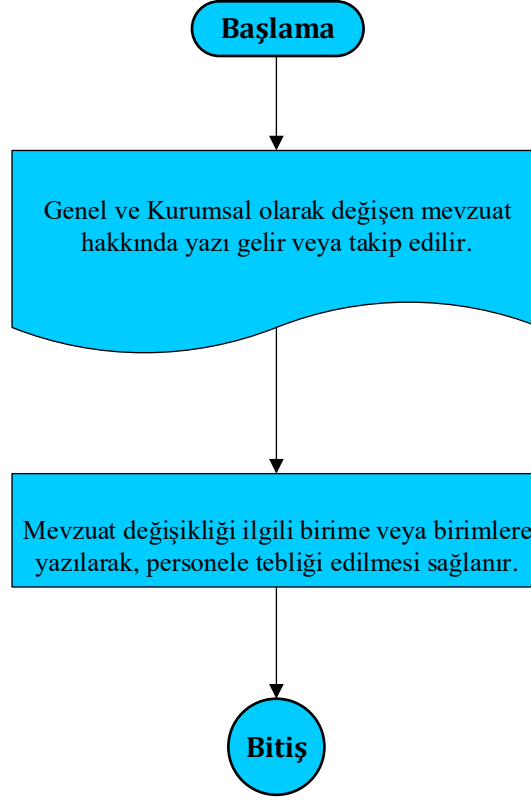 Başlama
Genel ve Kurumsal olarak değişen mevzuat
hakkında yazı gelir veya takip edilir.
Mevzuat değişikliği ilgili birime veya birimlere
yazılarak, personele tebliği edilmesi sağlanır.
Bitiş